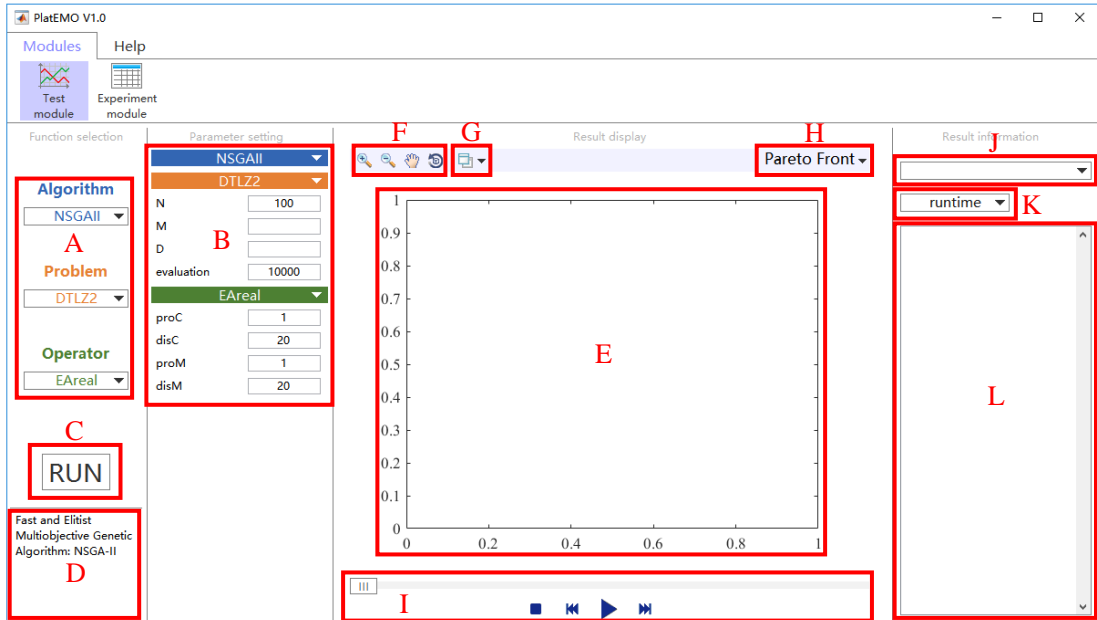 PlatEMO V1.0
Modules Help
Test module
Experiment module
Function selection
Parameter setting
Result display
Result information
Algorithm
NSGAII
A
Problem
DTLZ2
Operator
EAreal
C
RUN
Fast and Elitist
Multiobjective Genetic
Algorithm: NSGA-II
D
NSGAII
DTLZ2
N 100
M
B
D
evaluation 10000
EAreal
proC 1
disC 20
proM 1
disM 20
F
G
H
Pareto Front
1
0.9
0.8
0.7
0.6
0.5
0.4
0.3
0.2
0.1
0
E
0 0.2 0.4 0.6 0.8 1
I
J
runtime
K
L